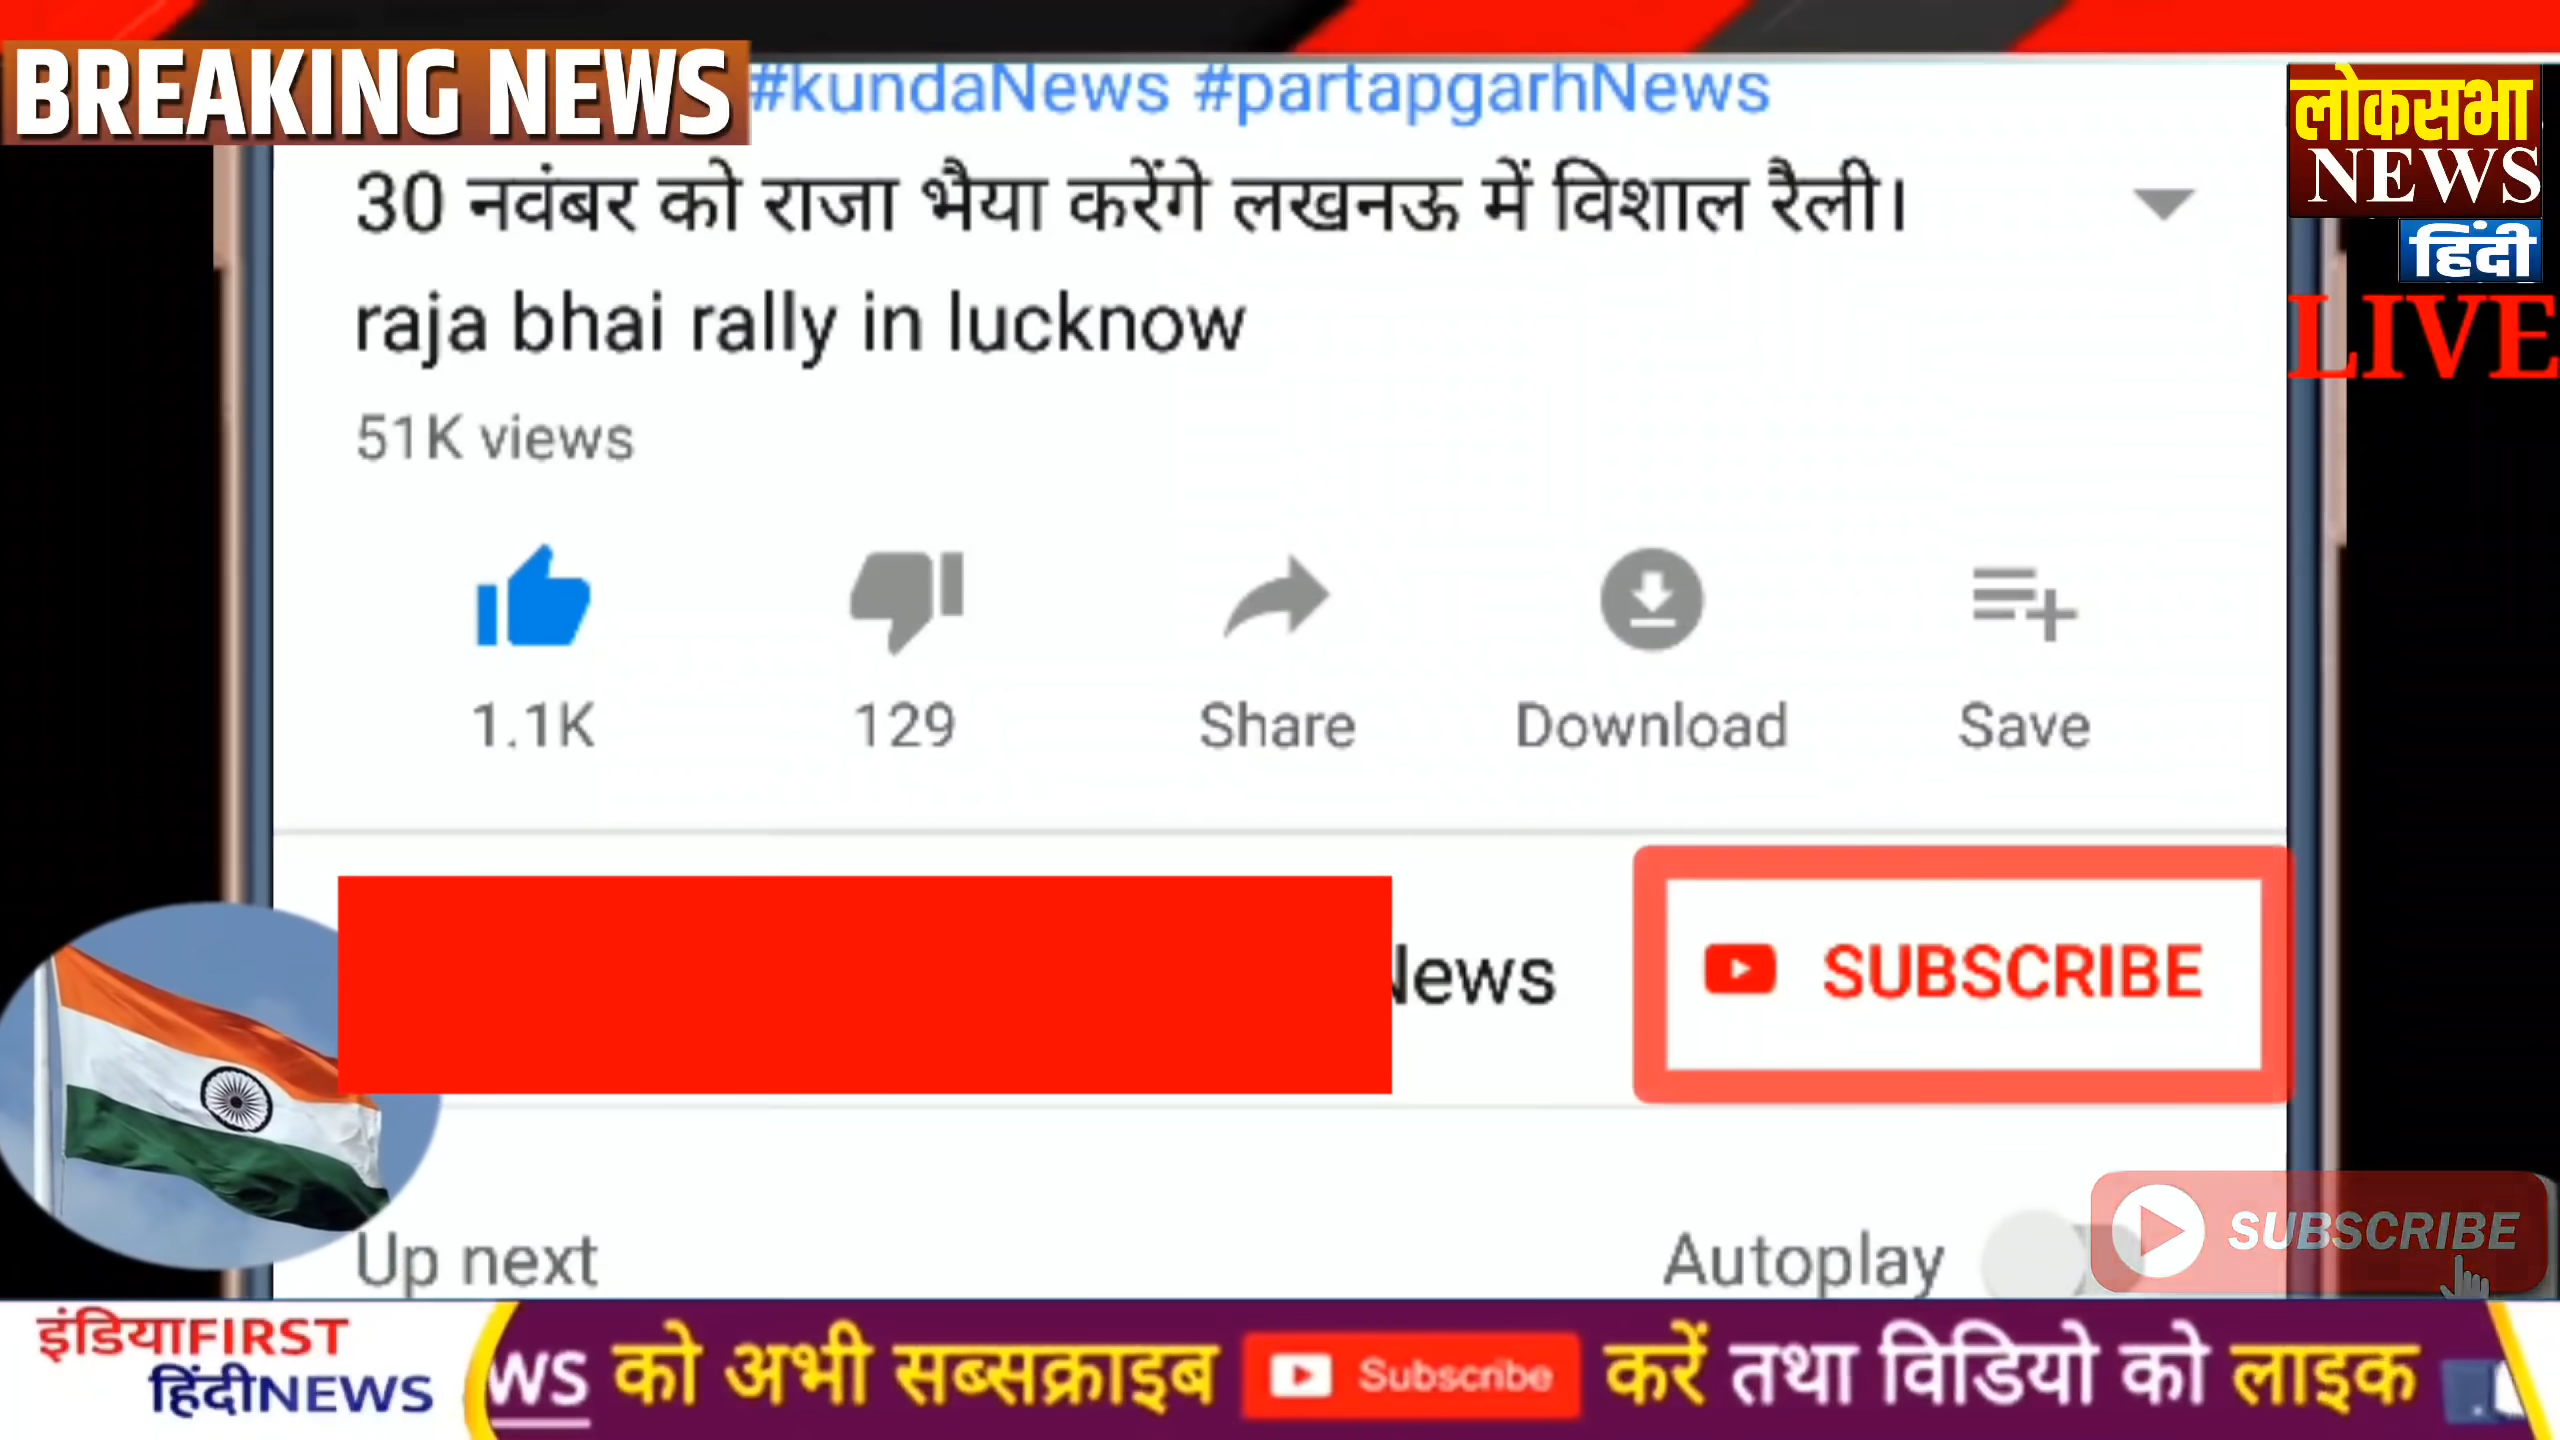 BREAKING NEWS
#kundaNews #partapgarhNews
लोकसभा
NEWS
हिंदी
LIVE
30 नवंबर को राजा भैया करेंगे लखनऊ में विशाल रैली।
raja bhai rally in lucknow
51K views
1.1K 129 Share Download Save
News SUBSCRIBE
Up next Autoplay
SUBSCRIBE
इंडियाFIRST
हिंदीNEWS
WS को अभी सब्सक्राइब Subscribe करें तथा विडियो को लाइक